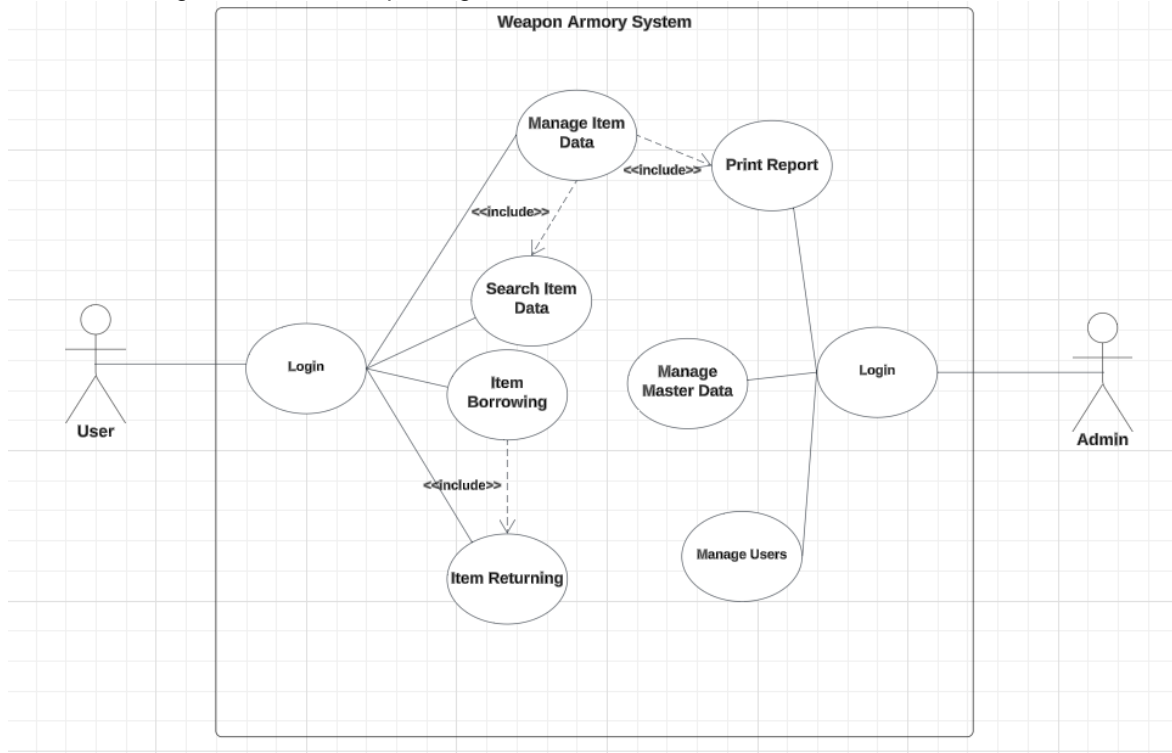 Weapon Armory System
Manage Item
Data
Print Report
<<include>>
<<include>>
Search Item
Data
Login
Item
Borrowing
Manage
Master Data
Login
User
Admin
<<include>>
Manage Users
Item Returning